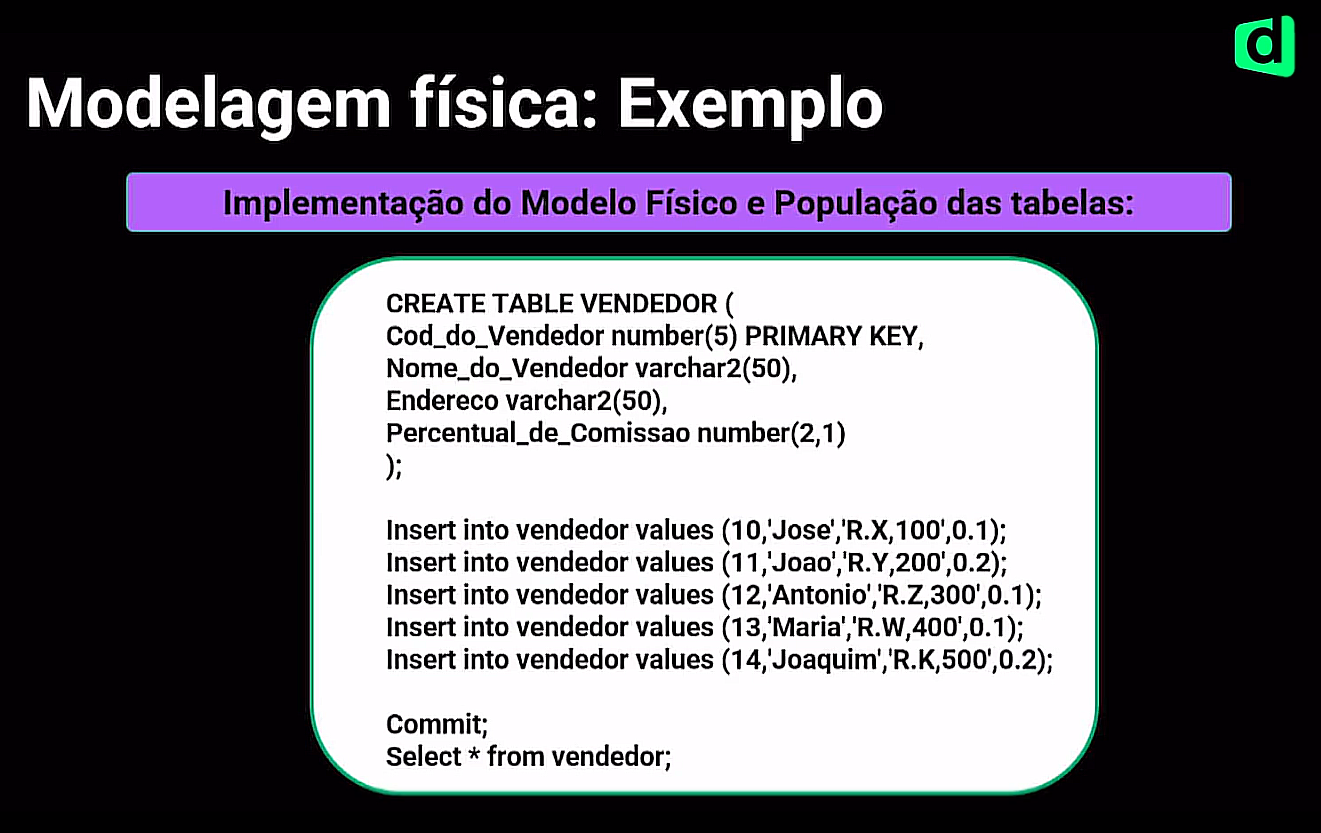 d
Modelagem física: Exemplo
Implementação do Modelo Físico e População das tabelas:
CREATE TABLE VENDEDOR (
Cod_do_Vendedor number(5) PRIMARY KEY,
Nome_do_Vendedor varchar2(50),
Endereco varchar2(50),
Percentual_de_Comissao number(2,1)
);
Insert into vendedor values (10,'Jose','R.X,100',0.1);
Insert into vendedor values (11,'Joao','R.Y,200',0.2);
Insert into vendedor values (12,'Antonio','R.Z,300',0.1);
Insert into vendedor values (13,'Maria','R.W,400',0.1);
Insert into vendedor values (14,'Joaquim','R.K,500',0.2);
Commit;
Select * from vendedor;